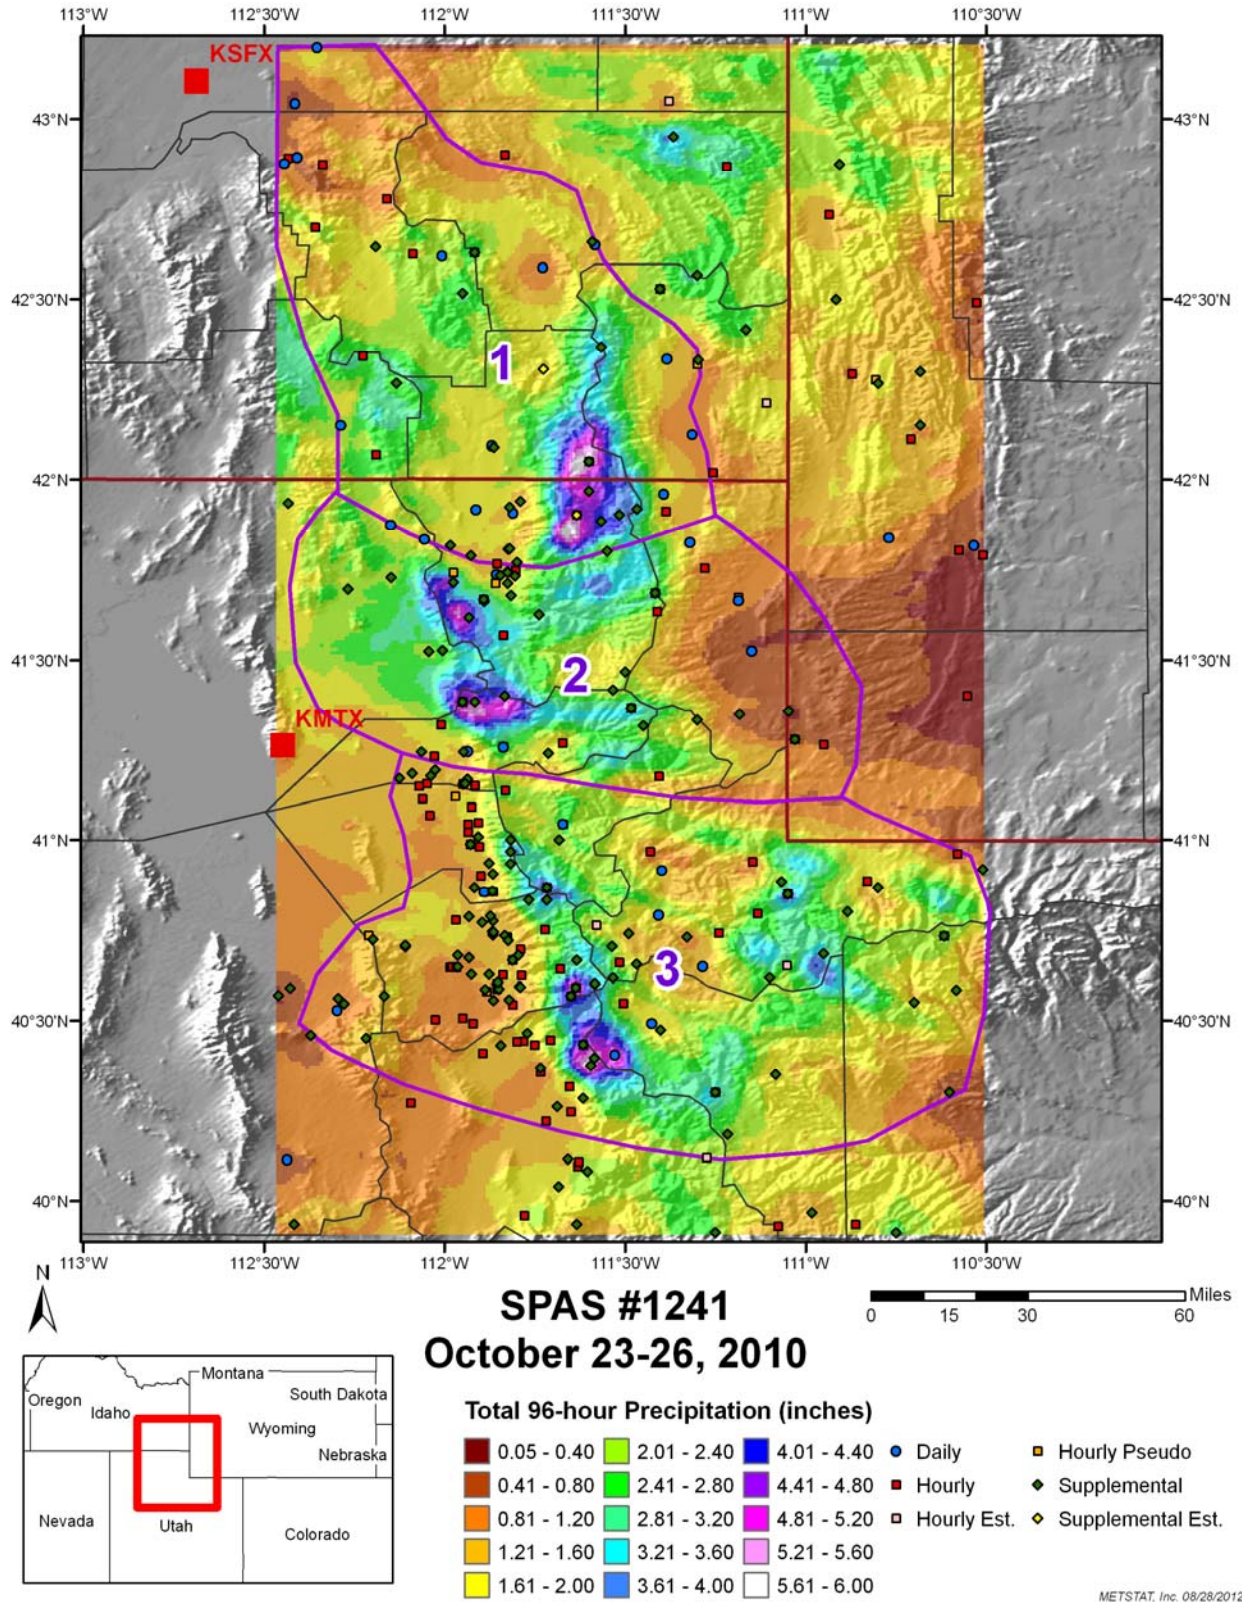 113°W 112°30'W 112°W 111°30'W 111°W 110°30'W
KSFX
43°N 43°N
42°30'N 42°30'N
1
42°N 42°N
41°30'N 41°30'N
2
KMTX
41°N 41°N
3
40°30'N 40°30'N
40°N 40°N
113°W 112°30'W 112°W 111°30'W 111°W 110°30'W
N
SPAS #1241
October 23-26, 2010
Miles
0 15 30 60
Montana
Oregon
Idaho
South Dakota
Wyoming
Nebraska
Nevada
Utah
Colorado
Total 96-hour Precipitation (inches)
0.05 - 0.40 2.01 - 2.40 4.01 - 4.40 Daily Hourly Pseudo
0.41 - 0.80 2.41 - 2.80 4.41 - 4.80 Hourly Supplemental
0.81 - 1.20 2.81 - 3.20 4.81 - 5.20 Hourly Est. Supplemental Est.
1.21 - 1.60 3.21 - 3.60 5.21 - 5.60
1.61 - 2.00 3.61 - 4.00 5.61 - 6.00
METSTAT, Inc. 08/28/2012